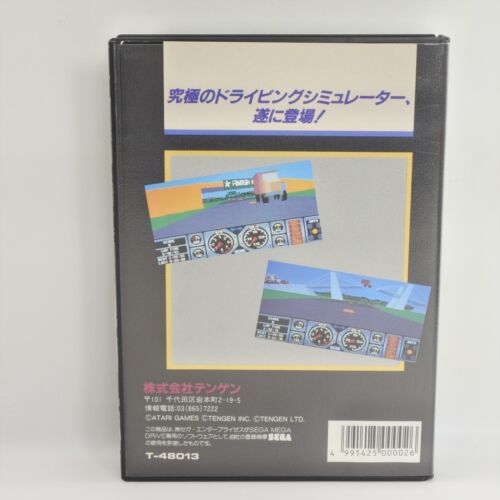 究極のドライビングシミュレーター、
遂に登場!
株式会社テンゲン
〒101 千代田区岩本町2-19-5
情報電話:03(865)7222
©ATARI GAMES ©TENGEN INC. ©TENGEN LTD.
この商品は、㈱セガ・エンタープライゼスがSEGA MEGA
DRIVE専用のソフトウェアとして、自社の登録商標 SEGA
の使用を許諾したものです。
T-48013
4 991425 000026